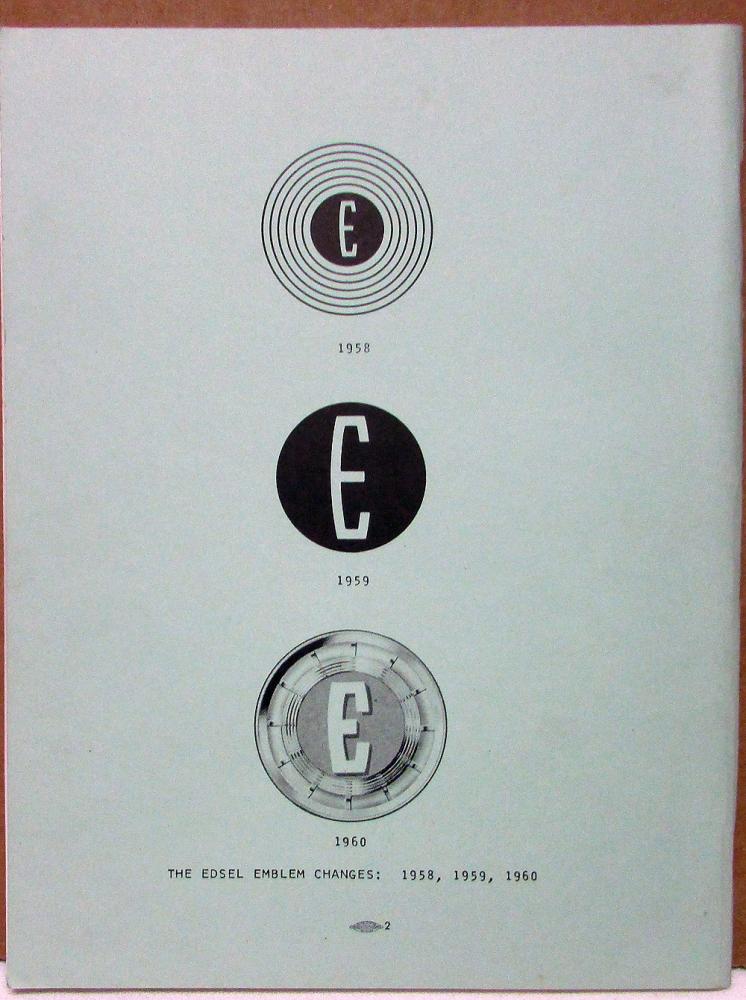 E
1958
E
1959
E
1960
THE EDSEL EMBLEM CHANGES: 1958, 1959, 1960
2